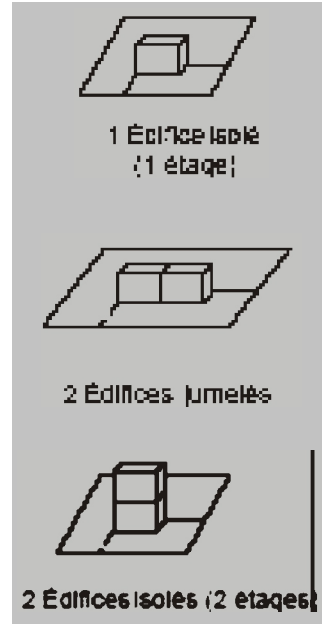 1 Édifice isolé
(1 étage)
2 Édifices jumelés
2 Édifices isolés (2 étages)